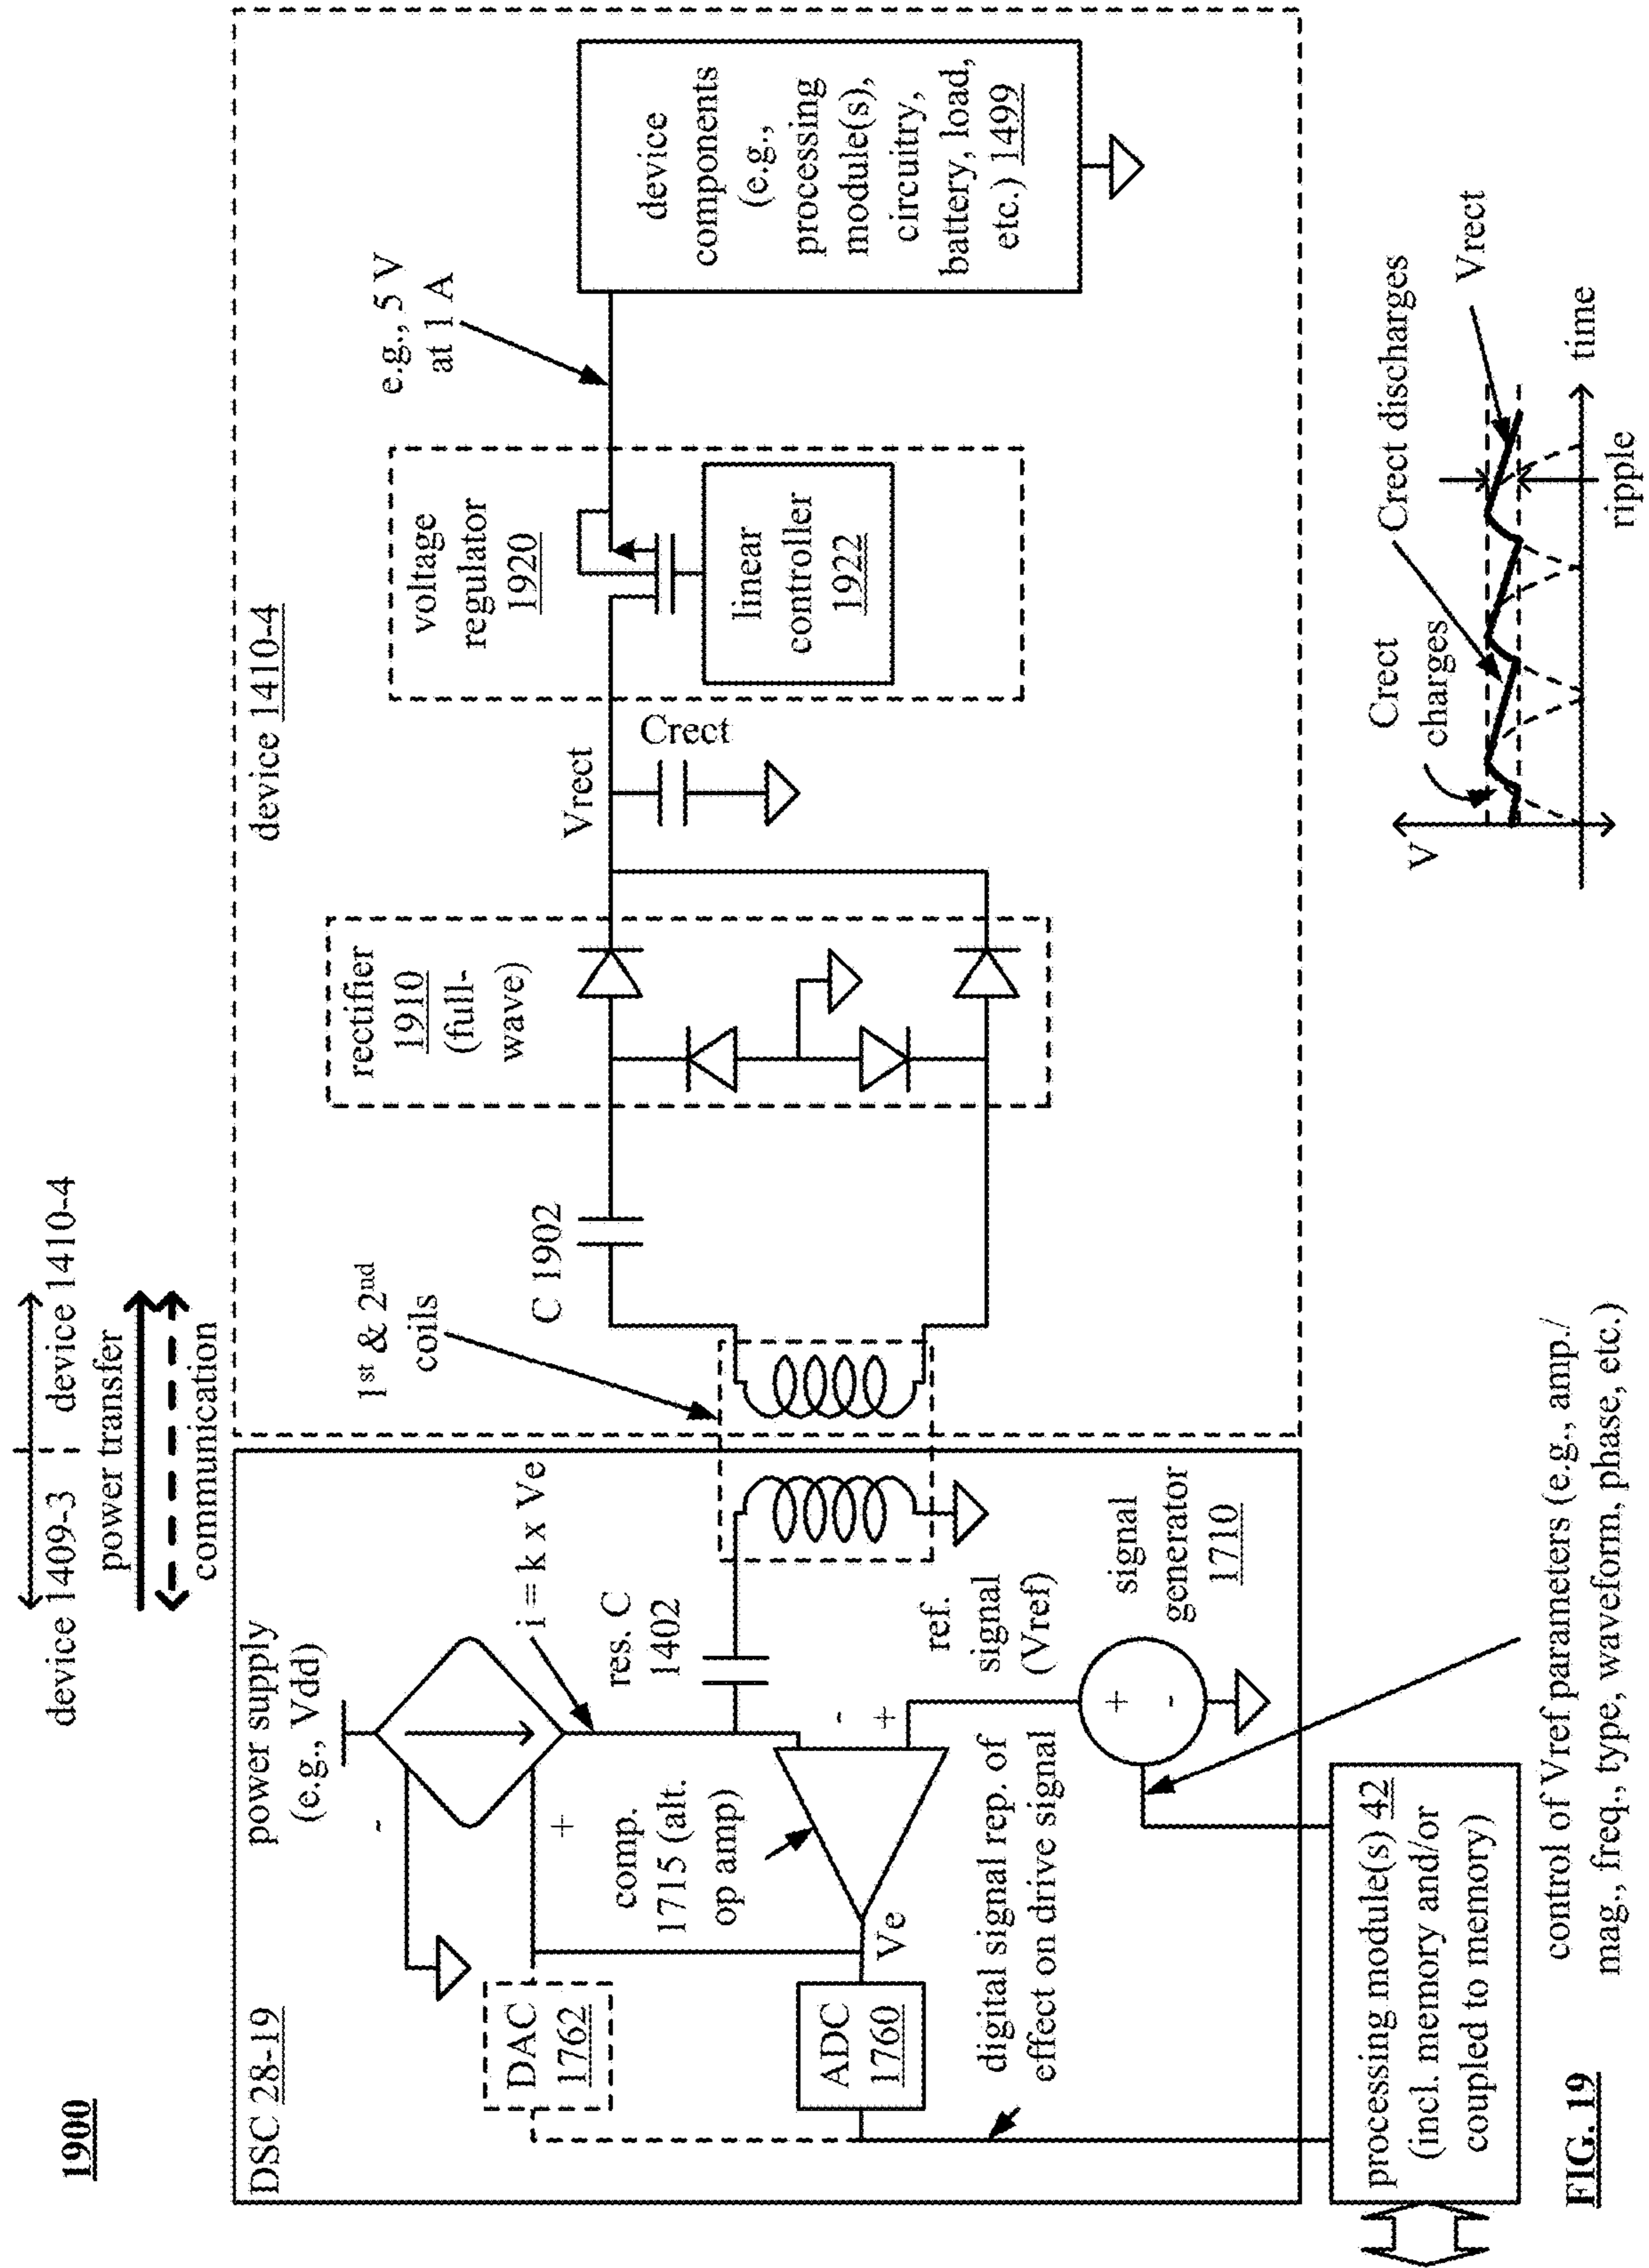 1900
device 1409-3
device 1410-4
power transfer
communication
DSC 28-19
power supply
(e.g., Vdd)
-
+
i = k x Ve
DAC
1762
comp.
1715 (alt.
op amp)
res. C
1402
-
+
Ve
ADC
1760
ref.
signal
(Vref)
signal
generator
1710
+
-
digital signal rep. of
effect on drive signal
processing module(s) 42
(incl. memory and/or
coupled to memory)
control of Vref parameters (e.g., amp./
mag., freq., type, waveform, phase, etc.)
device 1410-4
1st & 2nd
coils
C 1902
rectifier
1910
(full-
wave)
Vrect
Crect
voltage
regulator
1920
linear
controller
1922
e.g., 5 V
at 1 A
device
components
(e.g.,
processing
module(s),
circuitry,
battery, load,
etc.) 1499
V
Crect
charges
Crect discharges
Vrect
time
ripple
FIG. 19